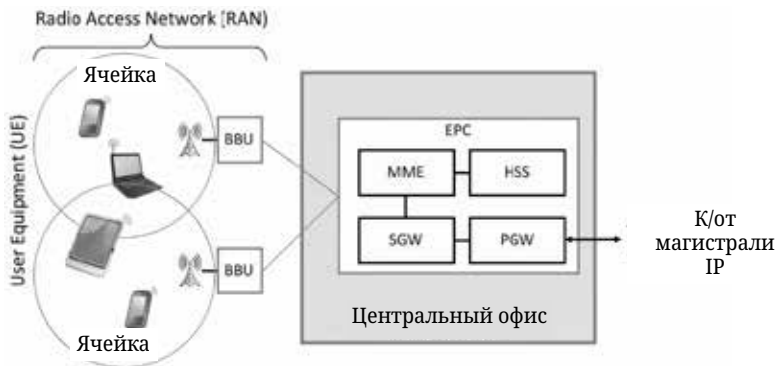 Radio Access Network (RAN)
Ячейка
User Equipment (UE)
BBU
BBU
Ячейка
EPC
MME
HSS
SGW
PGW
Центральный офис
К/от
магистрали
IP